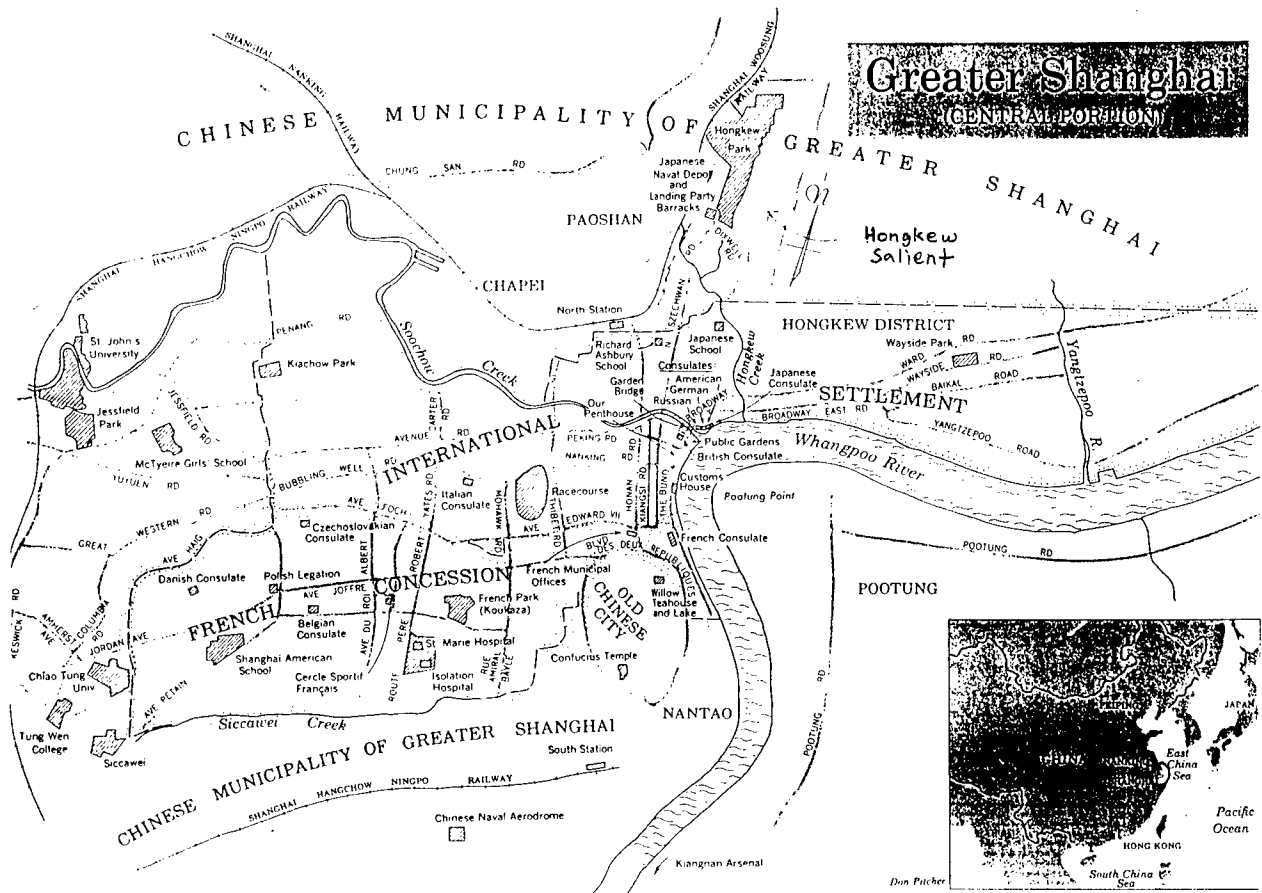 Greater Shanghai
(CENTRAL PORTION)
SHANGHAI NANKING RAILWAY
SHANGHAI WOOSUNG RAILWAY
CHINESE MUNICIPALITY OF GREATER SHANGHAI
Hongkew
Park
CHUNG SAN RD
Japanese
Naval Depot
and
Landing Party
Barracks
N
PAOSHAN
DIXWELL RD
Hongkew
Salient
SHANGHAI HANGCHOW NINGPO RAILWAY
CHAPEI
North Station
N SZECHWAN RD
HONGKEW DISTRICT
Wayside Park
WARD RD
WAYSIDE RD
BAIKAL ROAD
Yangtzepoo R.
PENANG RD
St John's
University
Kiachow Park
Soochow Creek
Richard
Ashbury
School
Japanese
School
Hongkew Creek
Consulates:
American
German
Russian
Japanese
Consulate
Garden
Bridge
Our
Penthouse
BROADWAY
SETTLEMENT
BROADWAY EAST RD
YANGTZEPOO ROAD
Jessfield
Park
JESSFIELD RD
CARTER RD
AVENUE RD
INTERNATIONAL
PEKING RD
NANKING RD
Public Gardens
British Consulate
Whangpoo River
McTyeire Girls' School
YUYUEN RD
BUBBLING WELL RD
Customs
House
Pootung Point
HONAN RD
KIANGSI RD
THE BUND
Racecourse
Italian
Consulate
YATES RD
MOHAWK RD
THIBET RD
AVE FOCH
AVE EDWARD VII
GREAT WESTERN RD
Czechoslovakian
Consulate
AVE HAIG
BLVD DES DEUX REPUBLIQUES
French Consulate
POOTUNG RD
Danish Consulate
Polish Legation
AVE JOFFRE
FRENCH CONCESSION
AVE DU ROI ALBERT
ROUTE PERE ROBERT
French Municipal
Offices
French Park
(Koukaza)
OLD
CHINESE
CITY
Willow
Teahouse
and Lake
POOTUNG
Belgian
Consulate
KESWICK RD
AMHERST AVE
COLUMBIA RD
JORDAN AVE
Shanghai American
School
St Marie Hospital
Isolation
Hospital
RUE AMIRAL BAYLE
Confucius Temple
Chiao Tung
Univ
Cercle Sportif
Français
AVE PETAIN
Siccawei Creek
NANTAO
POOTUNG RD
Tung Wen
College
Siccawei
CHINESE MUNICIPALITY OF GREATER SHANGHAI
South Station
SHANGHAI HANGCHOW NINGPO RAILWAY
Chinese Naval Aerodrome
Kiangnan Arsenal
PEIPING
JAPAN
CHINA
NANKING
SHANGHAI
East
China
Sea
Pacific
Ocean
HONG KONG
South China
Sea
Don Pitcher